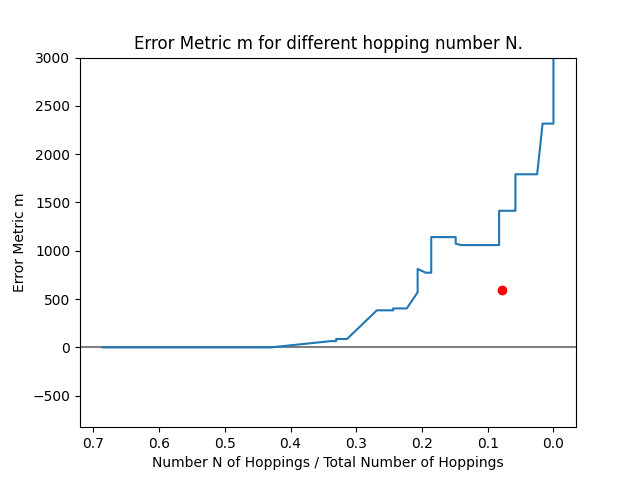 Error Metric m for different hopping number N.
3000
2500
2000
1500
1000
500
0
−500
Error Metric m
0.7 0.6 0.5 0.4 0.3 0.2 0.1 0.0
Number N of Hoppings / Total Number of Hoppings